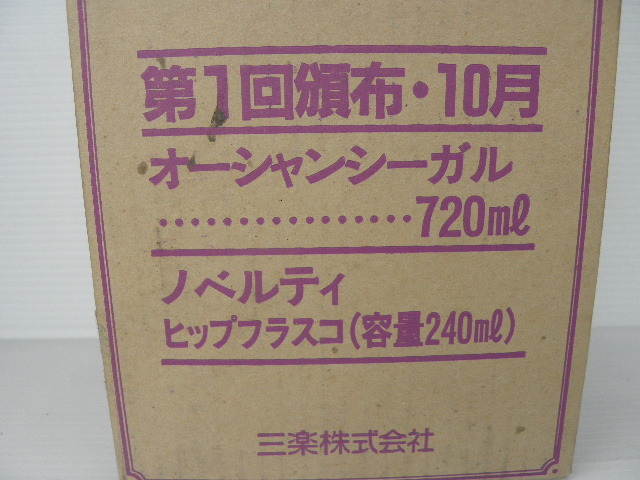 第1回頒布・10月
オーシャンシーガル
................720㎖
ノベルティ
ヒップフラスコ(容量240㎖)
三楽株式会社